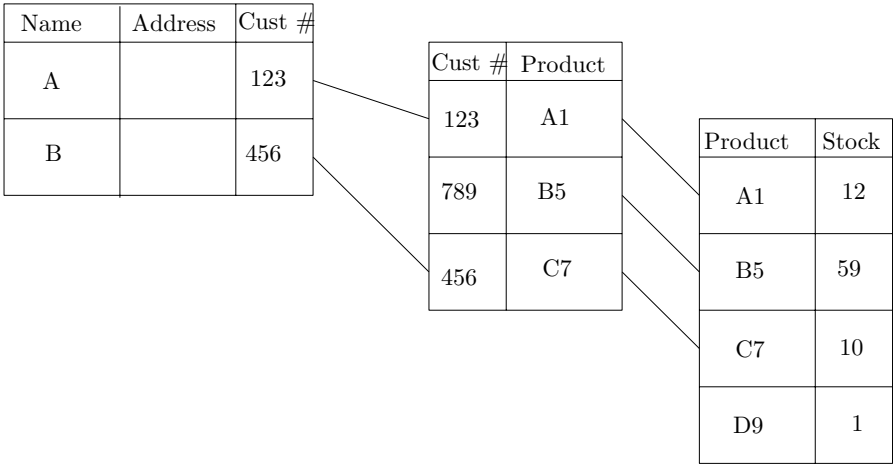 Name Address Cust #
A 123
B 456
Cust # Product
123 A1
789 B5
456 C7
Product Stock
A1 12
B5 59
C7 10
D9 1